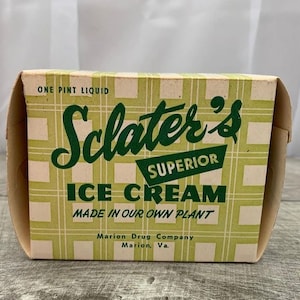 ONE PINT LIQUID
Sclater's
SUPERIOR
ICE CREAM
MADE IN OUR OWN PLANT
Marion Drug Company
Marion, Va.